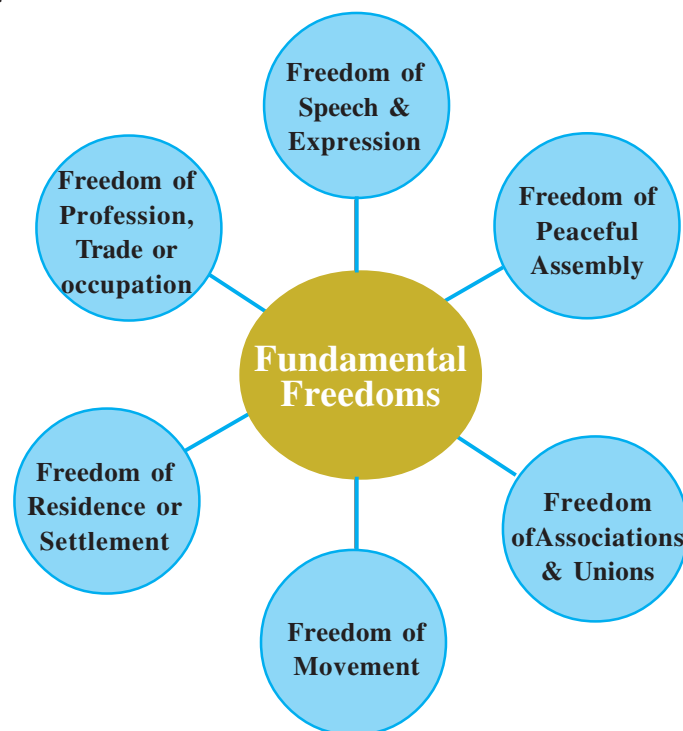 Freedom of
Speech &
Expression
Freedom of
Profession,
Trade or
occupation
Freedom of
Peaceful
Assembly
Fundamental
Freedoms
Freedom of
Residence or
Settlement
Freedom
ofAssociations
& Unions
Freedom of
Movement